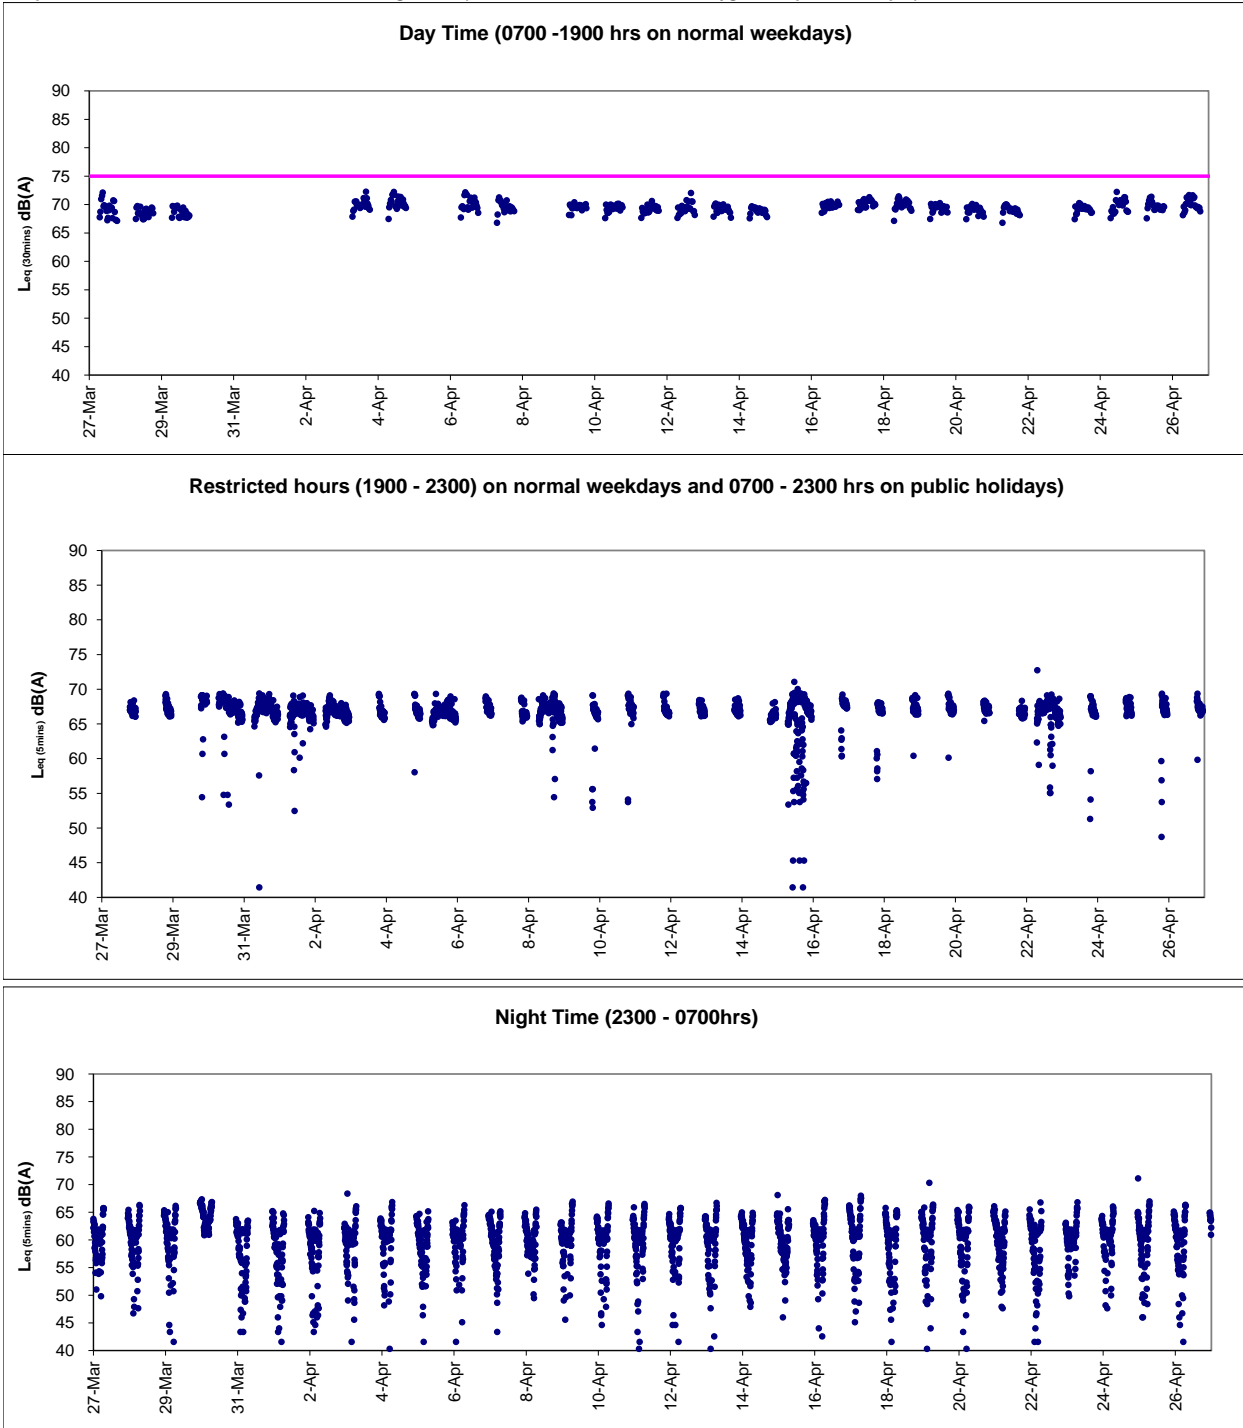 Day Time (0700 -1900 hrs on normal weekdays)
90
85
80
75
70
65
60
55
50
45
40
Leq (30mins) dB(A)
27-Mar
29-Mar
31-Mar
2-Apr
4-Apr
6-Apr
8-Apr
10-Apr
12-Apr
14-Apr
16-Apr
18-Apr
20-Apr
22-Apr
24-Apr
26-Apr
Restricted hours (1900 - 2300) on normal weekdays and 0700 - 2300 hrs on public holidays)
90
85
80
75
70
65
60
55
50
45
40
Leq (5mins) dB(A)
27-Mar
29-Mar
31-Mar
2-Apr
4-Apr
6-Apr
8-Apr
10-Apr
12-Apr
14-Apr
16-Apr
18-Apr
20-Apr
22-Apr
24-Apr
26-Apr
Night Time (2300 - 0700hrs)
90
85
80
75
70
65
60
55
50
45
40
Leq (5mins) dB(A)
27-Mar
29-Mar
31-Mar
2-Apr
4-Apr
6-Apr
8-Apr
10-Apr
12-Apr
14-Apr
16-Apr
18-Apr
20-Apr
22-Apr
24-Apr
26-Apr